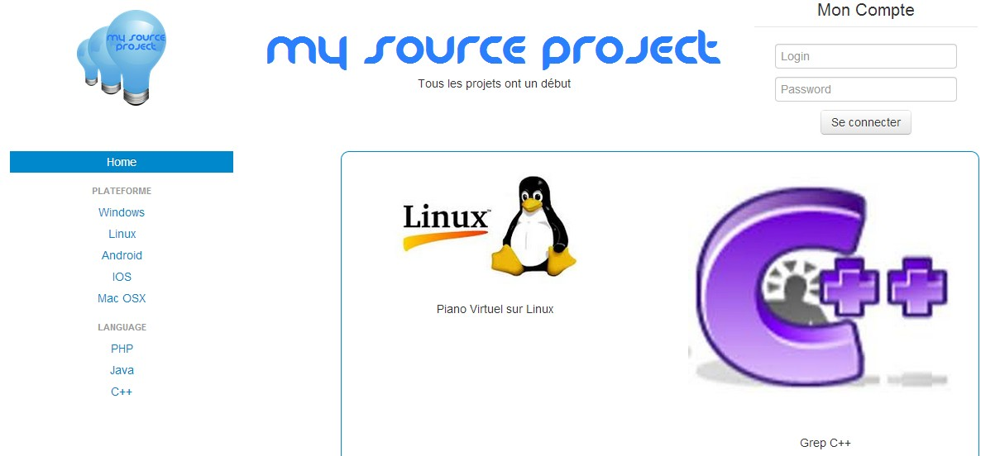 my source
project
my source project
Tous les projets ont un début
Mon Compte
Login
Password
Se connecter
Home
PLATEFORME
Windows
Linux
Android
IOS
Mac OSX
LANGUAGE
PHP
Java
C++
Linux™
Piano Virtuel sur Linux
C++
Grep C++